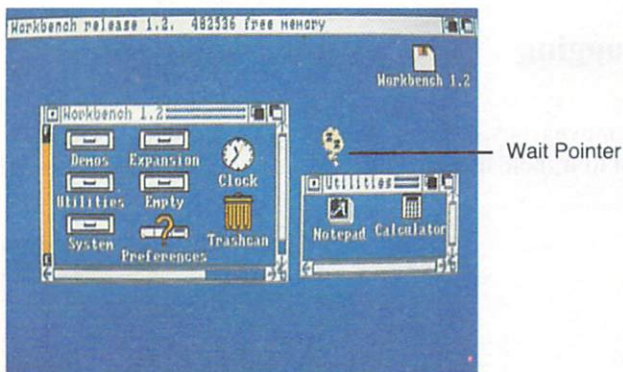 Workbench release 1.2. 482536 free memory
Workbench 1.2
Workbench 1.2
Demos Expansion Clock
Utilities Empty
System Preferences Trashcan
Wait Pointer
Utilities
Notepad Calculator